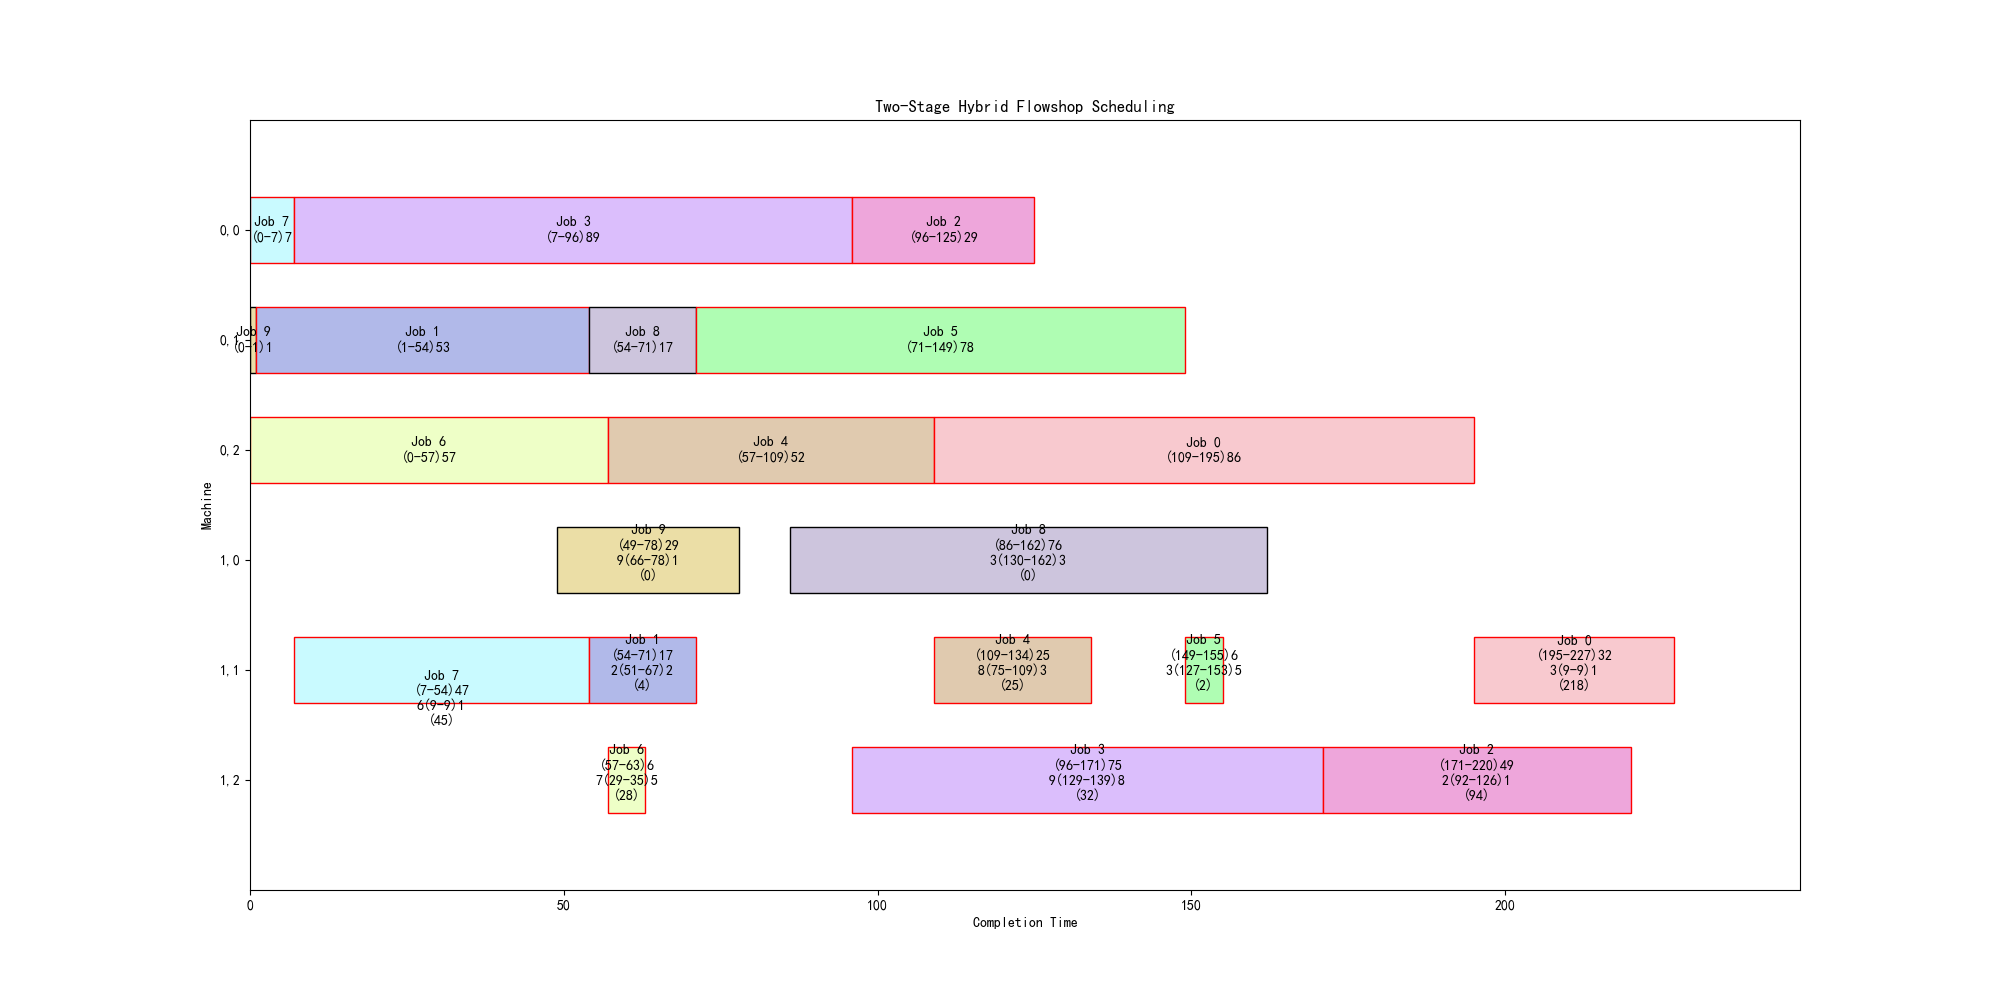 Two-Stage Hybrid Flowshop Scheduling
Machine
0,0
Job 7
(0-7)7
Job 3
(7-96)89
Job 2
(96-125)29
0,1
Job 9
(0-1)1
Job 1
(1-54)53
Job 8
(54-71)17
Job 5
(71-149)78
0,2
Job 6
(0-57)57
Job 4
(57-109)52
Job 0
(109-195)86
1,0
Job 9
(49-78)29
9(66-78)1
(0)
Job 8
(86-162)76
3(130-162)3
(0)
1,1
Job 7
(7-54)47
6(9-9)1
(45)
Job 1
(54-71)17
2(51-67)2
(4)
Job 4
(109-134)25
8(75-109)3
(25)
Job 5
(149-155)6
3(127-153)5
(2)
Job 0
(195-227)32
3(9-9)1
(218)
1,2
Job 6
(57-63)6
7(29-35)5
(28)
Job 3
(96-171)75
9(129-139)8
(32)
Job 2
(171-220)49
2(92-126)1
(94)
0
50
100
150
200
Completion Time